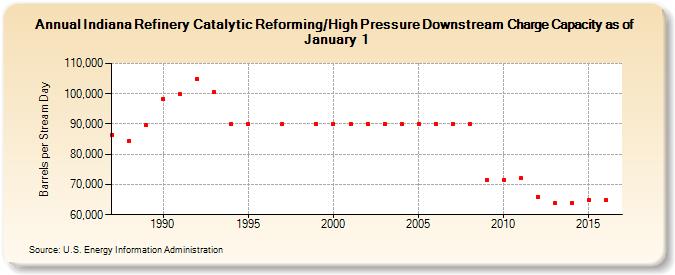 Annual Indiana Refinery Catalytic Reforming/High Pressure Downstream Charge Capacity as of
January 1
Barrels per Stream Day
110,000
100,000
90,000
80,000
70,000
60,000
1990 1995 2000 2005 2010 2015
Source: U.S. Energy Information Administration